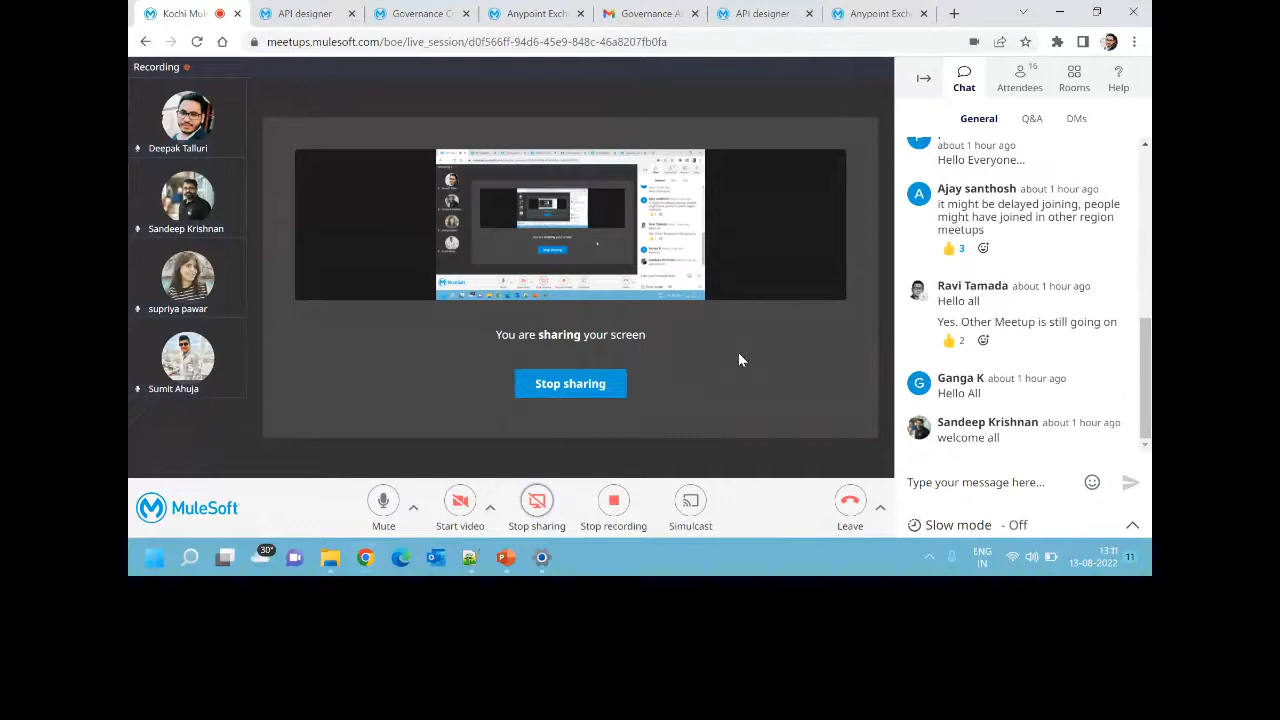 Kochi Mul
API designer
Governance C
Anypoint Exch
Governance A
API designer
Anypoint Exch
meetups.mulesoft.com/box/live_session/d0f566ff-94d6-45e9-848c-46a8207fb0fa
Recording
Deepak Talluri
Sandeep Krishn
supriya pawar
Sumit Ahuja
You are sharing your screen
Stop sharing
Chat
16
Attendees
Rooms
Help
General
Q&A
DMs
about 1 hour ago
Hello Everyone...
Ajay santhosh about 1 hour ago
It might be delayed joining, people
might have joined in other region
meetups.
3
Ravi Tamada about 1 hour ago
Hello all
Yes. Other Meetup is still going on
2
G
Ganga K about 1 hour ago
Hello All
Sandeep Krishnan about 1 hour ago
welcome all
Type your message here...
Slow mode - Off
MuleSoft
Mute
Start video
Stop sharing
Stop recording
Simulcast
Leave
30°
ENG
IN
13:11
13-08-2022
11